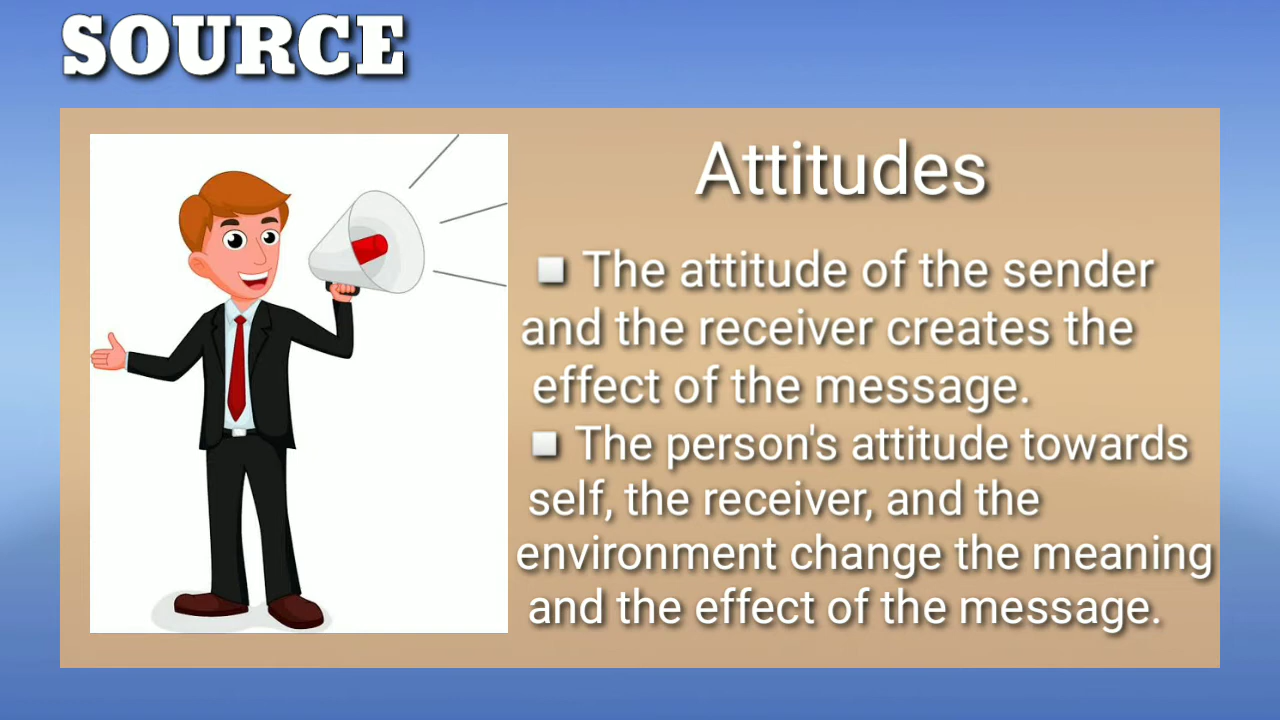 SOURCE
Attitudes
◽ The attitude of the sender
and the receiver creates the
effect of the message.
◽ The person's attitude towards
self, the receiver, and the
environment change the meaning
and the effect of the message.